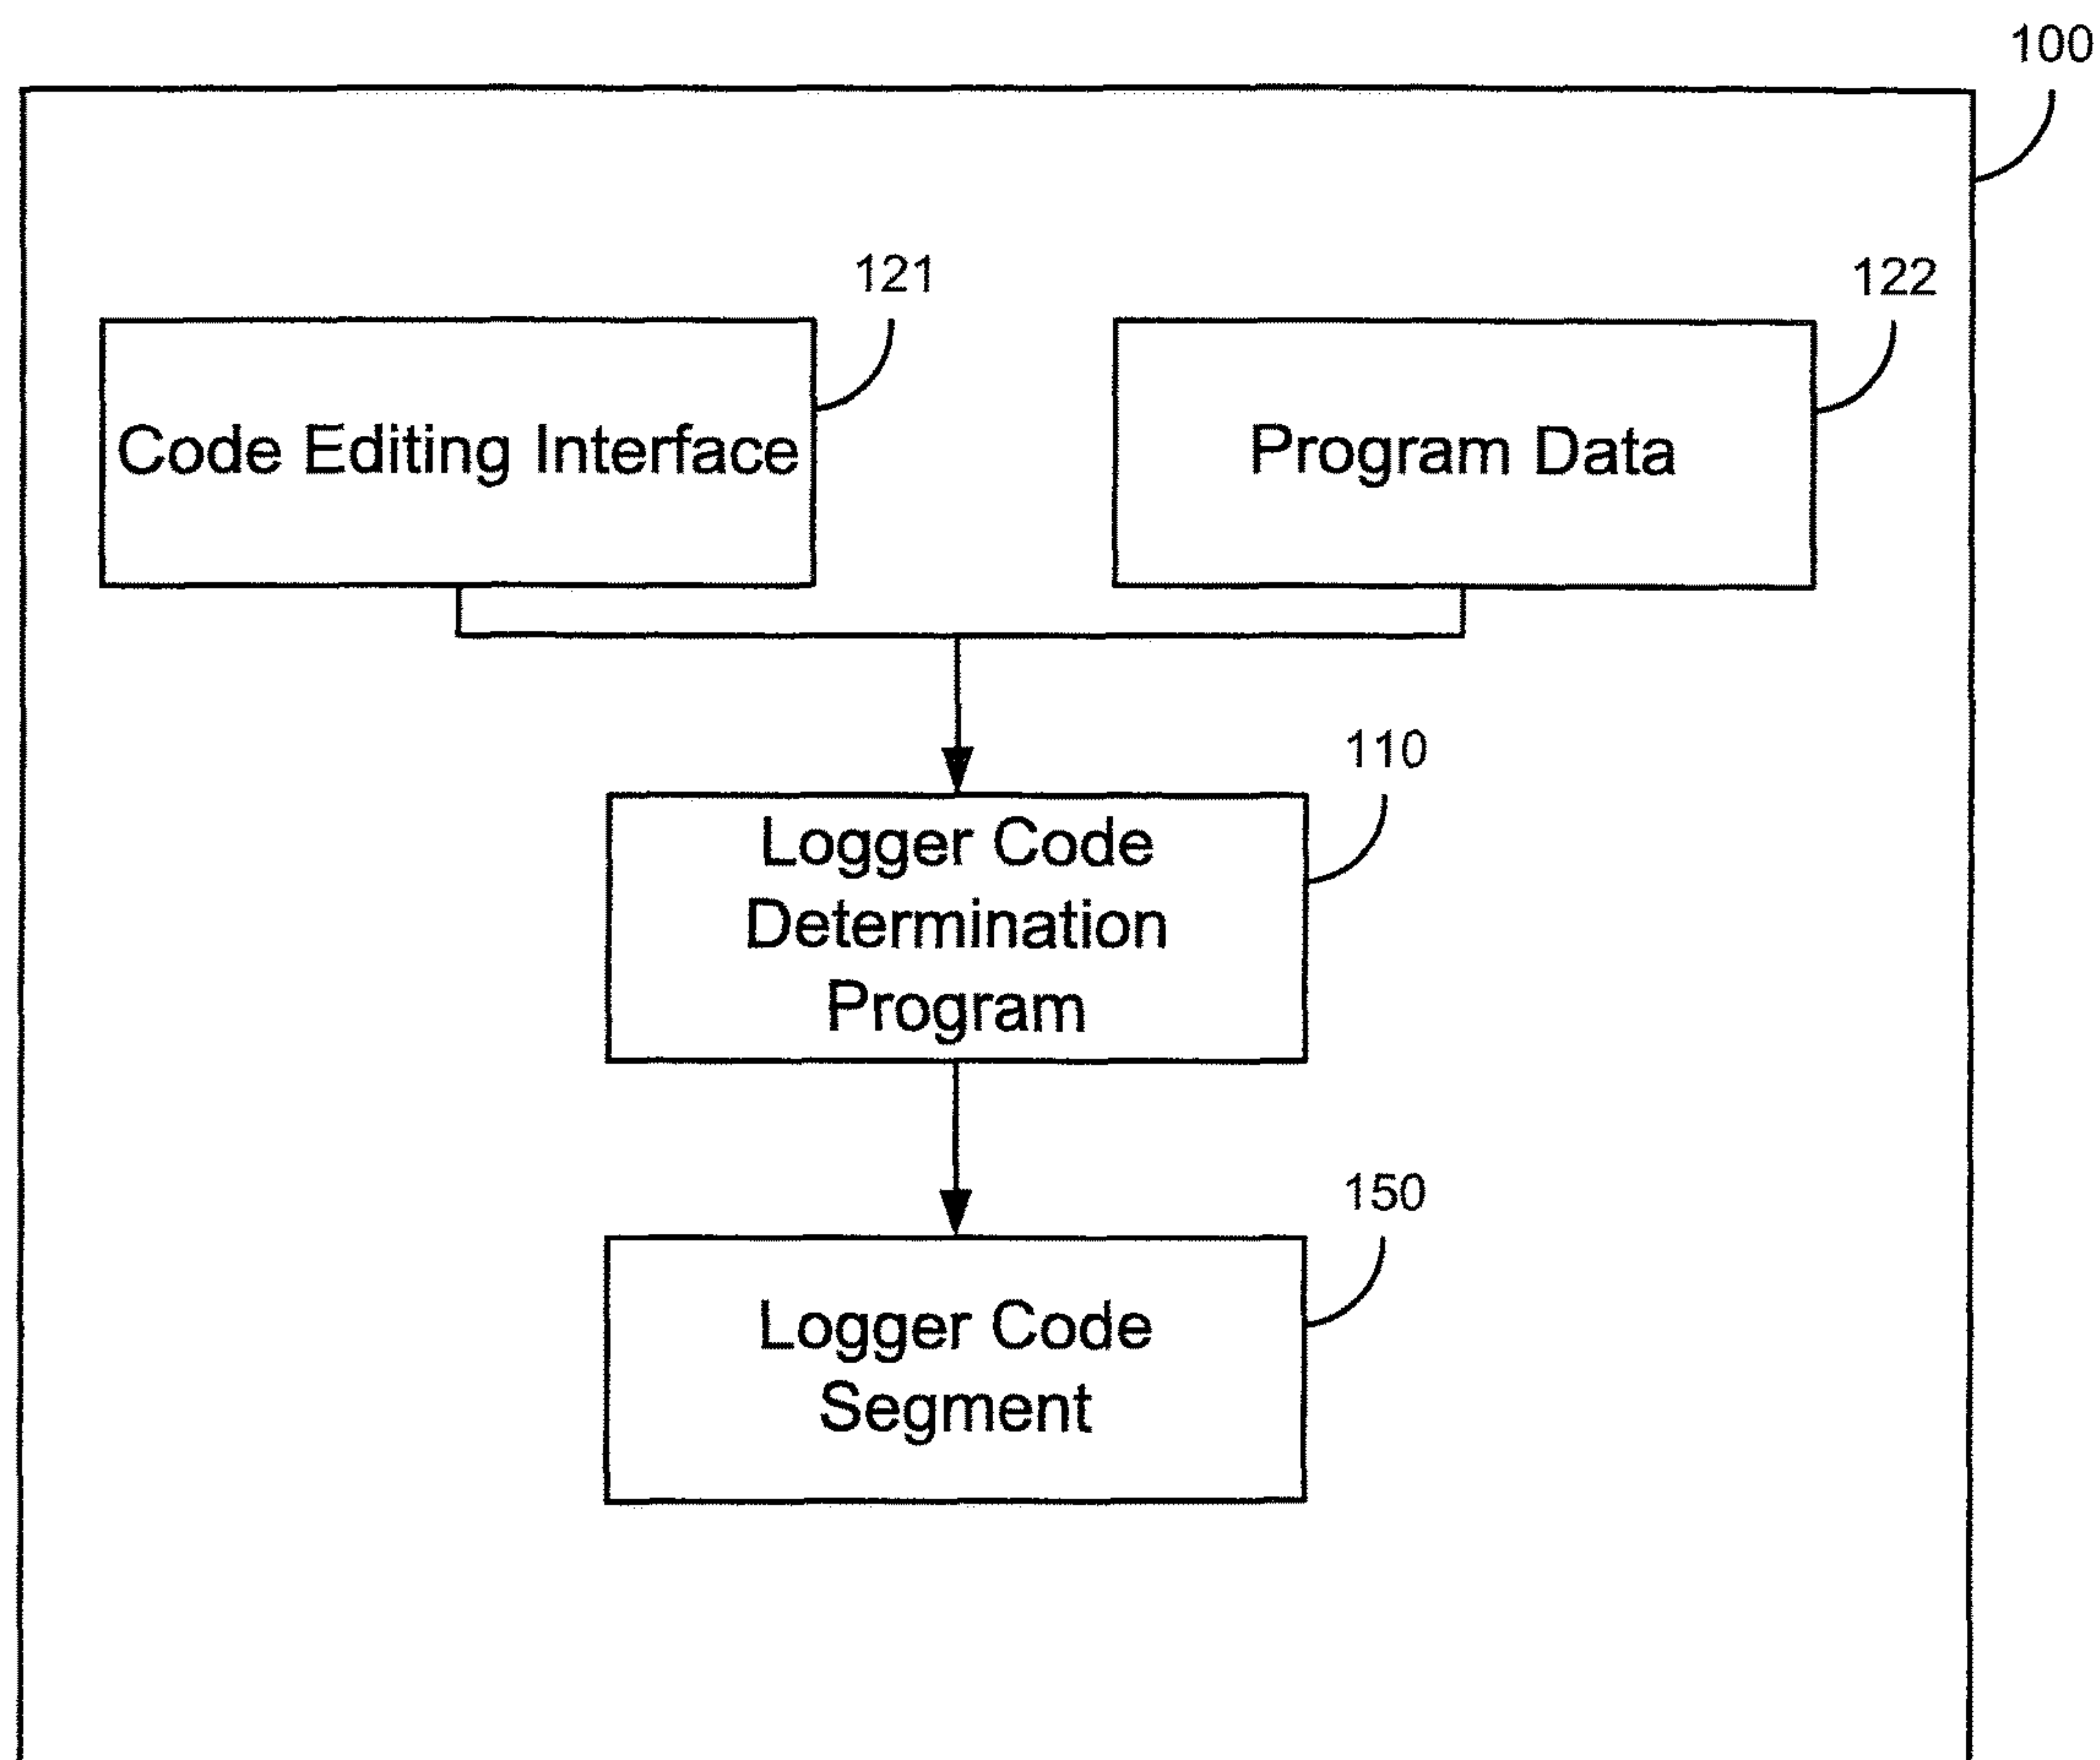 100
121
122
Code Editing Interface
Program Data
110
Logger Code
Determination
Program
150
Logger Code
Segment